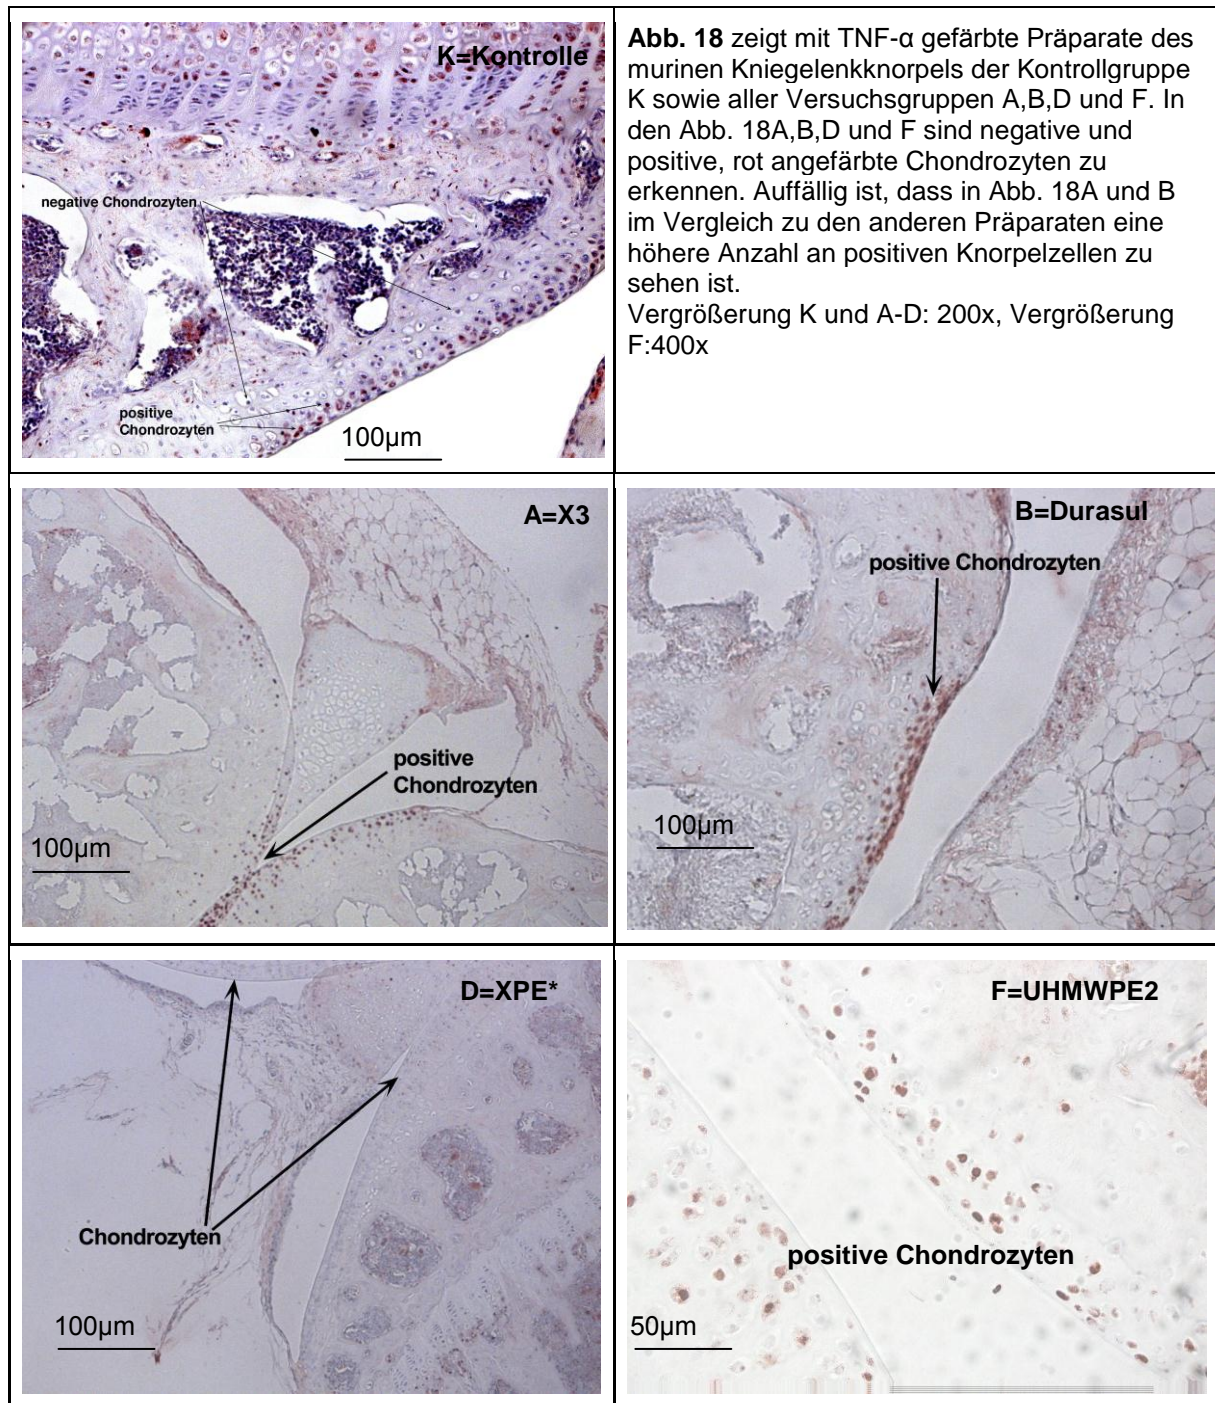 K=Kontrolle
negative Chondrozyten
positive
Chondrozyten
100µm
Abb. 18 zeigt mit TNF-α gefärbte Präparate des
murinen Kniegelenkknorpels der Kontrollgruppe
K sowie aller Versuchsgruppen A,B,D und F. In
den Abb. 18A,B,D und F sind negative und
positive, rot angefärbte Chondrozyten zu
erkennen. Auffällig ist, dass in Abb. 18A und B
im Vergleich zu den anderen Präparaten eine
höhere Anzahl an positiven Knorpelzellen zu
sehen ist.
Vergrößerung K und A-D: 200x, Vergrößerung
F:400x
A=X3
positive
Chondrozyten
100µm
B=Durasul
positive Chondrozyten
100µm
D=XPE*
Chondrozyten
100µm
F=UHMWPE2
positive Chondrozyten
50µm